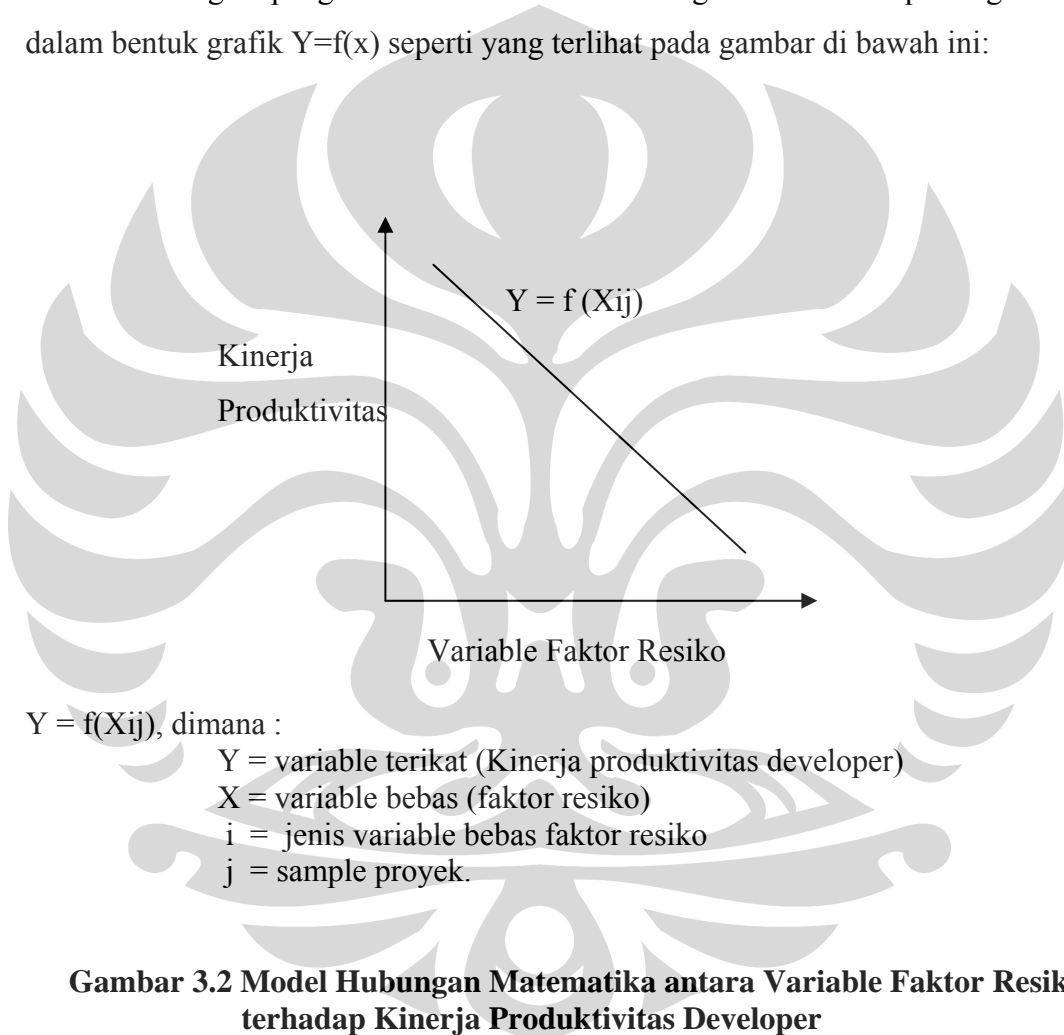 dalam bentuk grafik Y=f(x) seperti yang terlihat pada gambar di bawah ini:
Y = f (Xij)
Kinerja
Produktivitas
Variable Faktor Resiko
Y = f(Xij), dimana :
Y = variable terikat (Kinerja produktivitas developer)
X = variable bebas (faktor resiko)
i = jenis variable bebas faktor resiko
j = sample proyek.
Gambar 3.2 Model Hubungan Matematika antara Variable Faktor Resik
terhadap Kinerja Produktivitas Developer